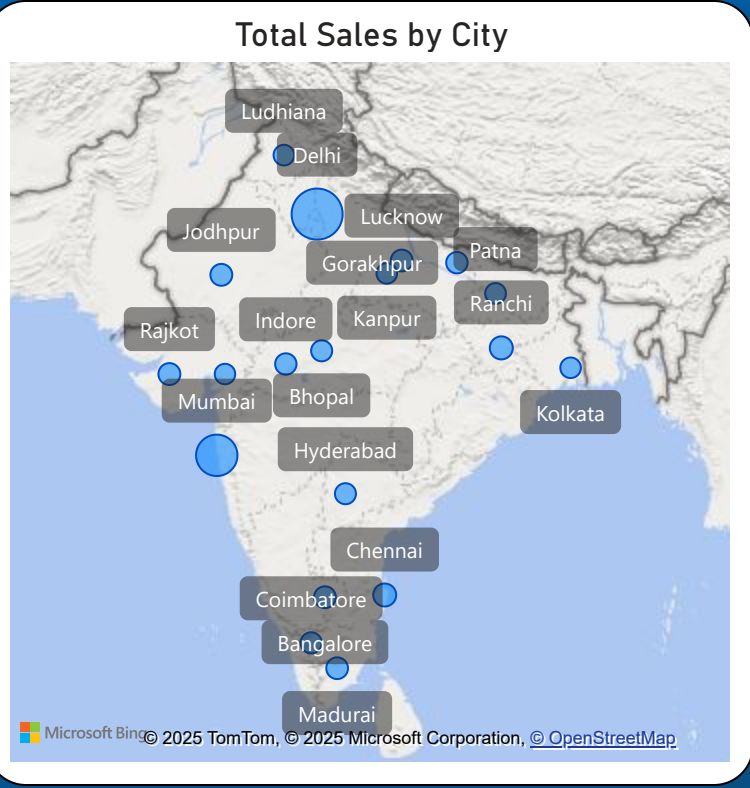 Total Sales by City
Ludhiana
Delhi
Lucknow
Jodhpur
Patna
Gorakhpur
Ranchi
Kanpur
Indore
Rajkot
Bhopal
Mumbai
Kolkata
Hyderabad
Chennai
Coimbatore
Bangalore
Madurai
Microsoft Bing
© 2025 TomTom, © 2025 Microsoft Corporation, © OpenStreetMap